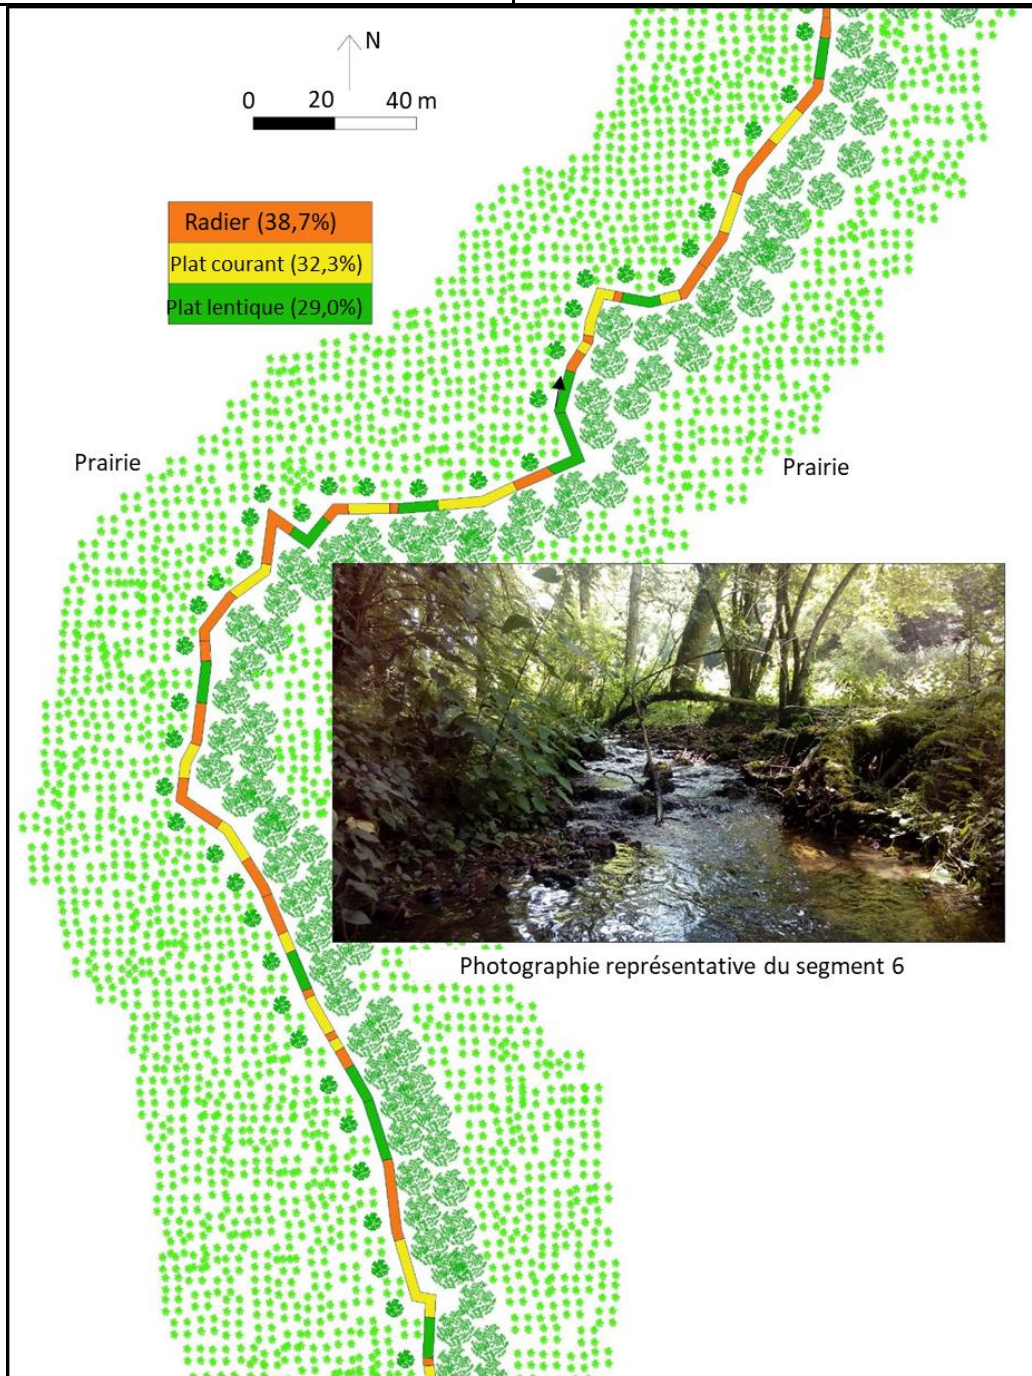 N
0 20 40 m
Radier (38,7%)
Plat courant (32,3%)
Plat lentique (29,0%)
Prairie
Prairie
Photographie représentative du segment 6